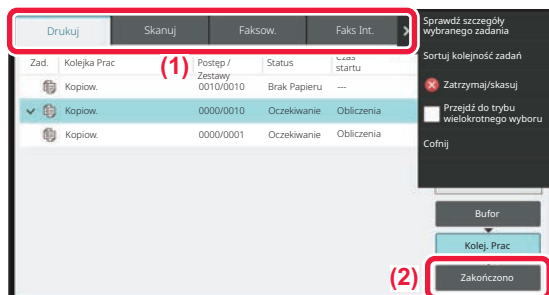 Drukuj Skanuj Faksow. Faks Int.
Sprawdź szczegóły
wybranego zadania
Sortuj kolejność zadań
Zatrzymaj/skasuj
Przejdź do trybu
wielokrotnego wyboru
Cofnij
(1)
Zad. Kolejka Prac Postęp / Zestawy Status Czas startu
Kopiow. 0010/0010 Brak Papieru ---
Kopiow. 0000/0010 Oczekiwanie Obliczenia
Kopiow. 0000/0001 Oczekiwanie Obliczenia
Bufor
Kolej. Prac
(2)
Zakończono